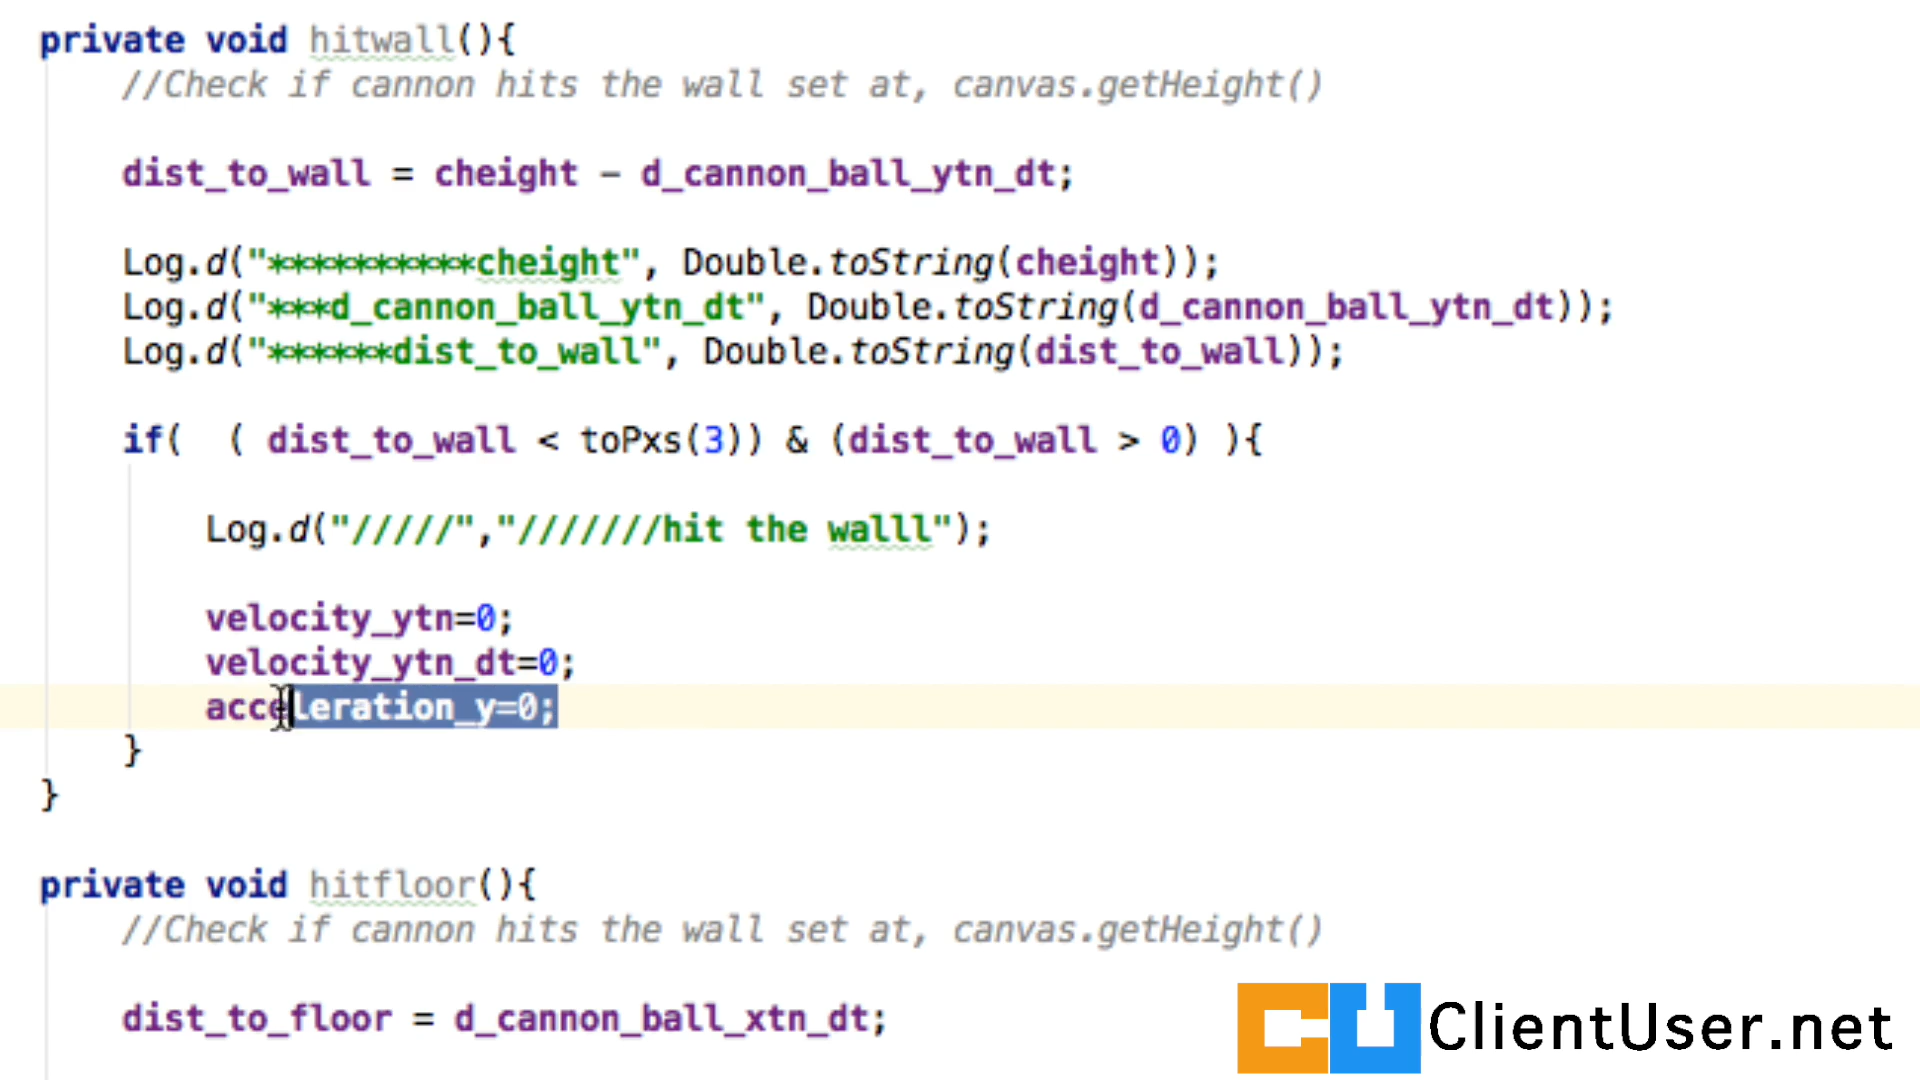 private void hitwall(){
//Check if cannon hits the wall set at, canvas.getHeight()
dist_to_wall = cheight - d_cannon_ball_ytn_dt;
Log.d("**********cheight", Double.toString(cheight));
Log.d("***d_cannon_ball_ytn_dt", Double.toString(d_cannon_ball_ytn_dt));
Log.d("******dist_to_wall", Double.toString(dist_to_wall));
if(  ( dist_to_wall < toPxs(3)) & (dist_to_wall > 0) ){
Log.d("/////","///////hit the walll");
velocity_ytn=0;
velocity_ytn_dt=0;
acceleration_y=0;
}
}
private void hitfloor(){
//Check if cannon hits the wall set at, canvas.getHeight()
dist_to_floor = d_cannon_ball_xtn_dt;
ClientUser.net